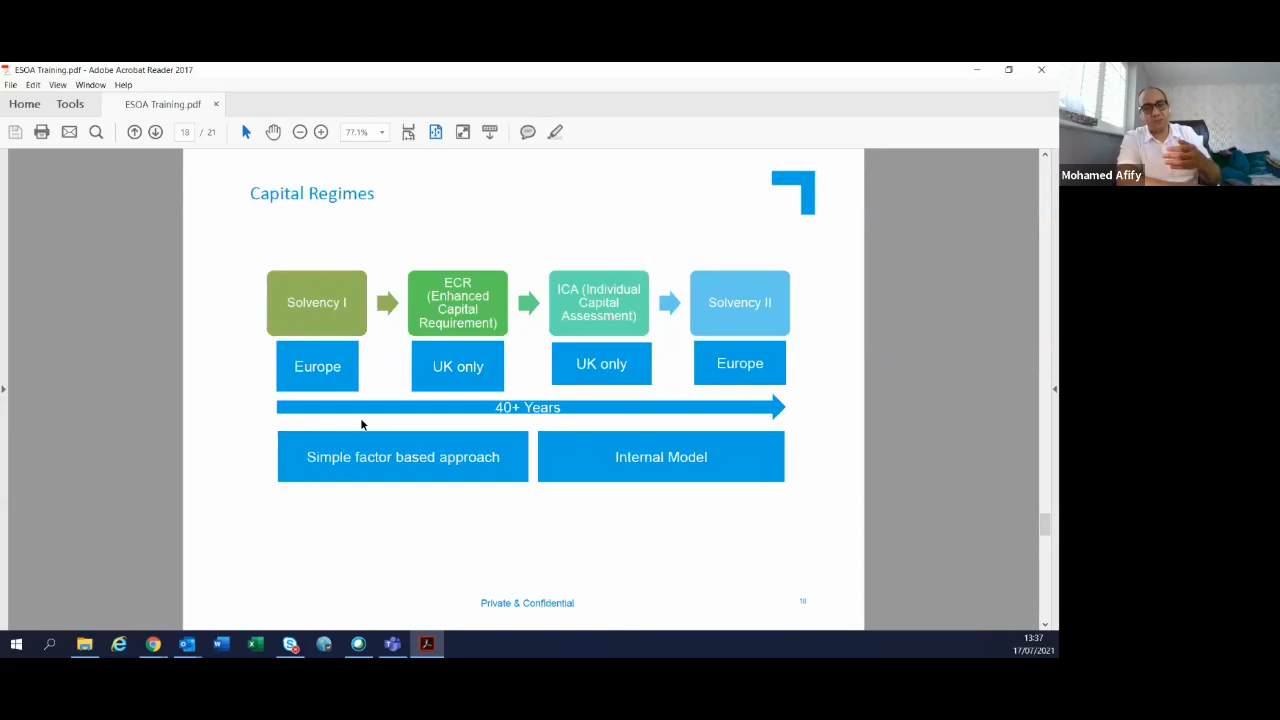 ESOA Training.pdf - Adobe Acrobat Reader 2017
File Edit View Window Help
Home Tools ESOA Training.pdf ×
18 / 21 77.1%
Mohamed Afify
Capital Regimes
Solvency I
ECR
(Enhanced
Capital
Requirement)
ICA (Individual
Capital
Assessment)
Solvency II
Europe
UK only
UK only
Europe
40+ Years
Simple factor based approach
Internal Model
Private & Confidential
18
13:37
17/07/2021